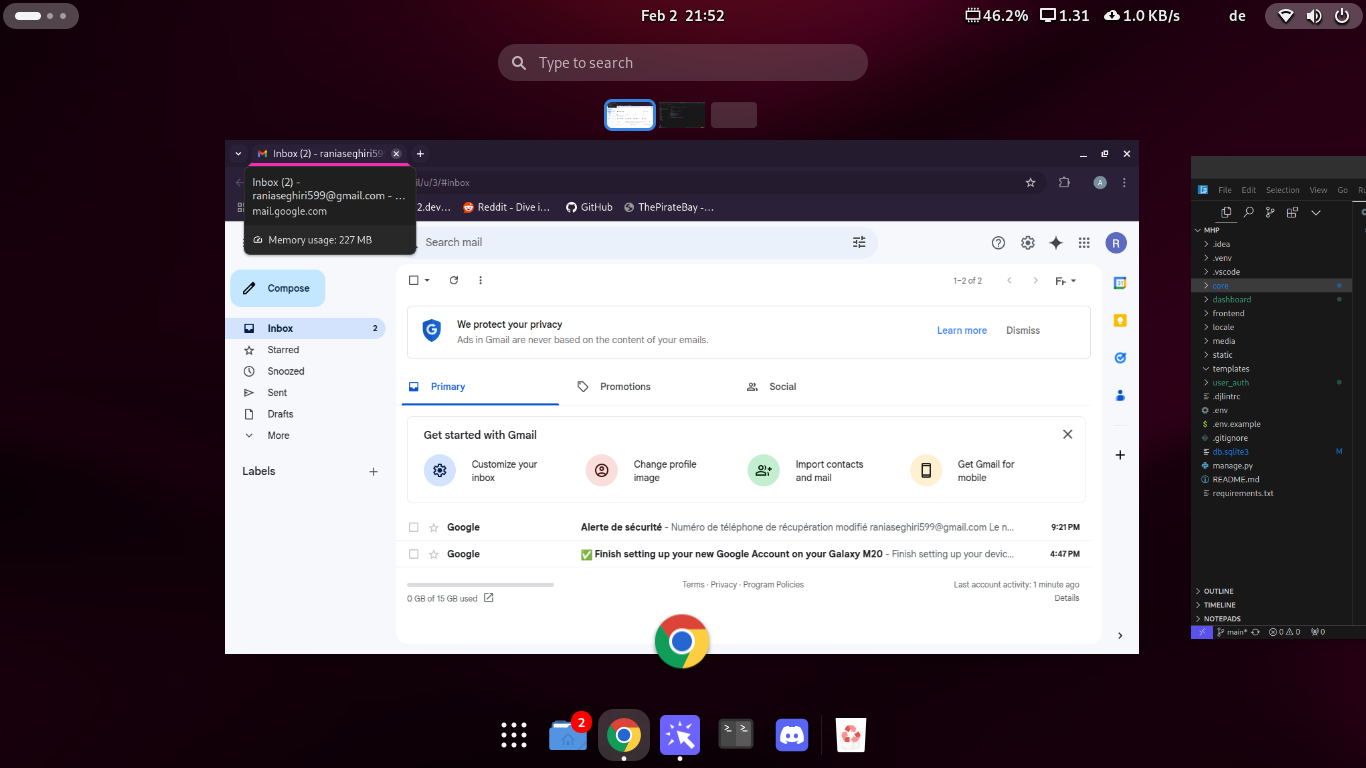 Feb 2 21:52
46.2% 1.31 1.0 KB/s de
Type to search
Inbox (2) - raniaseghiri59
Inbox (2) -
raniaseghiri599@gmail.com - ...
mail.google.com
Memory usage: 227 MB
il/u/3/#inbox
A
2.dev... Reddit - Dive i... GitHub ThePirateBay -...
Search mail
R
Compose
Inbox 2
Starred
Snoozed
Sent
Drafts
More
Labels
1–2 of 2
We protect your privacy
Ads in Gmail are never based on the content of your emails.
Learn more Dismiss
Primary Promotions Social
Get started with Gmail
Customize your
inbox
Change profile
image
Import contacts
and mail
Get Gmail for
mobile
Google Alerte de sécurité - Numéro de téléphone de récupération modifié raniaseghiri599@gmail.com Le n... 9:21 PM
Google ✅ Finish setting up your new Google Account on your Galaxy M20 - Finish setting up your devic... 4:47 PM
0 GB of 15 GB used
Terms · Privacy · Program Policies
Last account activity: 1 minute ago
Details
File Edit Selection View Go Ru
MHP
.idea
.venv
.vscode
core
dashboard
frontend
locale
media
static
templates
user_auth
.djlintrc
.env
.env.example
.gitignore
db.sqlite3 M
manage.py
README.md
requirements.txt
OUTLINE
TIMELINE
NOTEPADS
main* 0 0 0
2